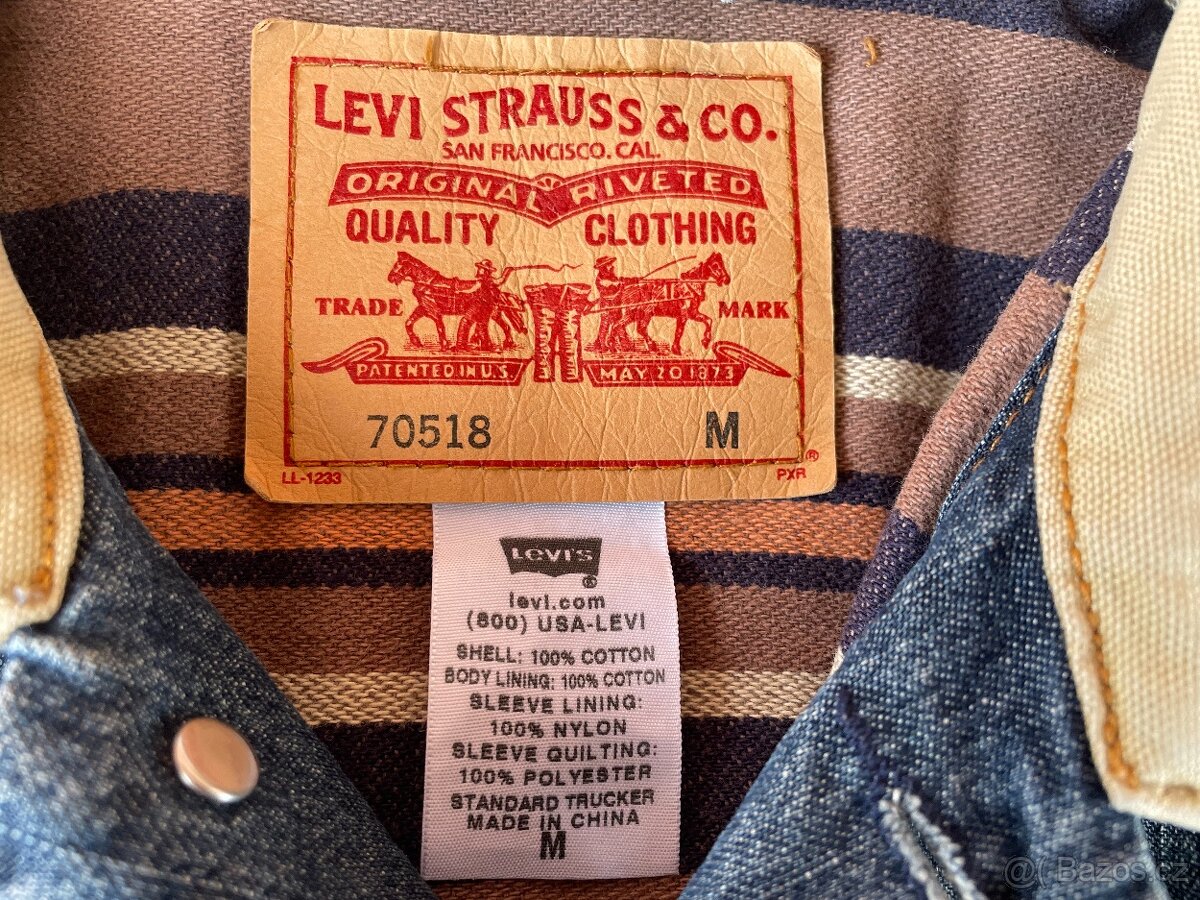 LEVI STRAUSS & CO.
SAN FRANCISCO. CAL.
ORIGINAL RIVETED
QUALITY CLOTHING
TRADE MARK
PATENTED IN U.S. MAY 20 1873
70518 M
LL-1233 PXR ®
LEVI'S ®
levi.com
(800) USA-LEVI
SHELL: 100% COTTON
BODY LINING: 100% COTTON
SLEEVE LINING:
100% NYLON
SLEEVE QUILTING:
100% POLYESTER
STANDARD TRUCKER
MADE IN CHINA
M
Bazos.cz